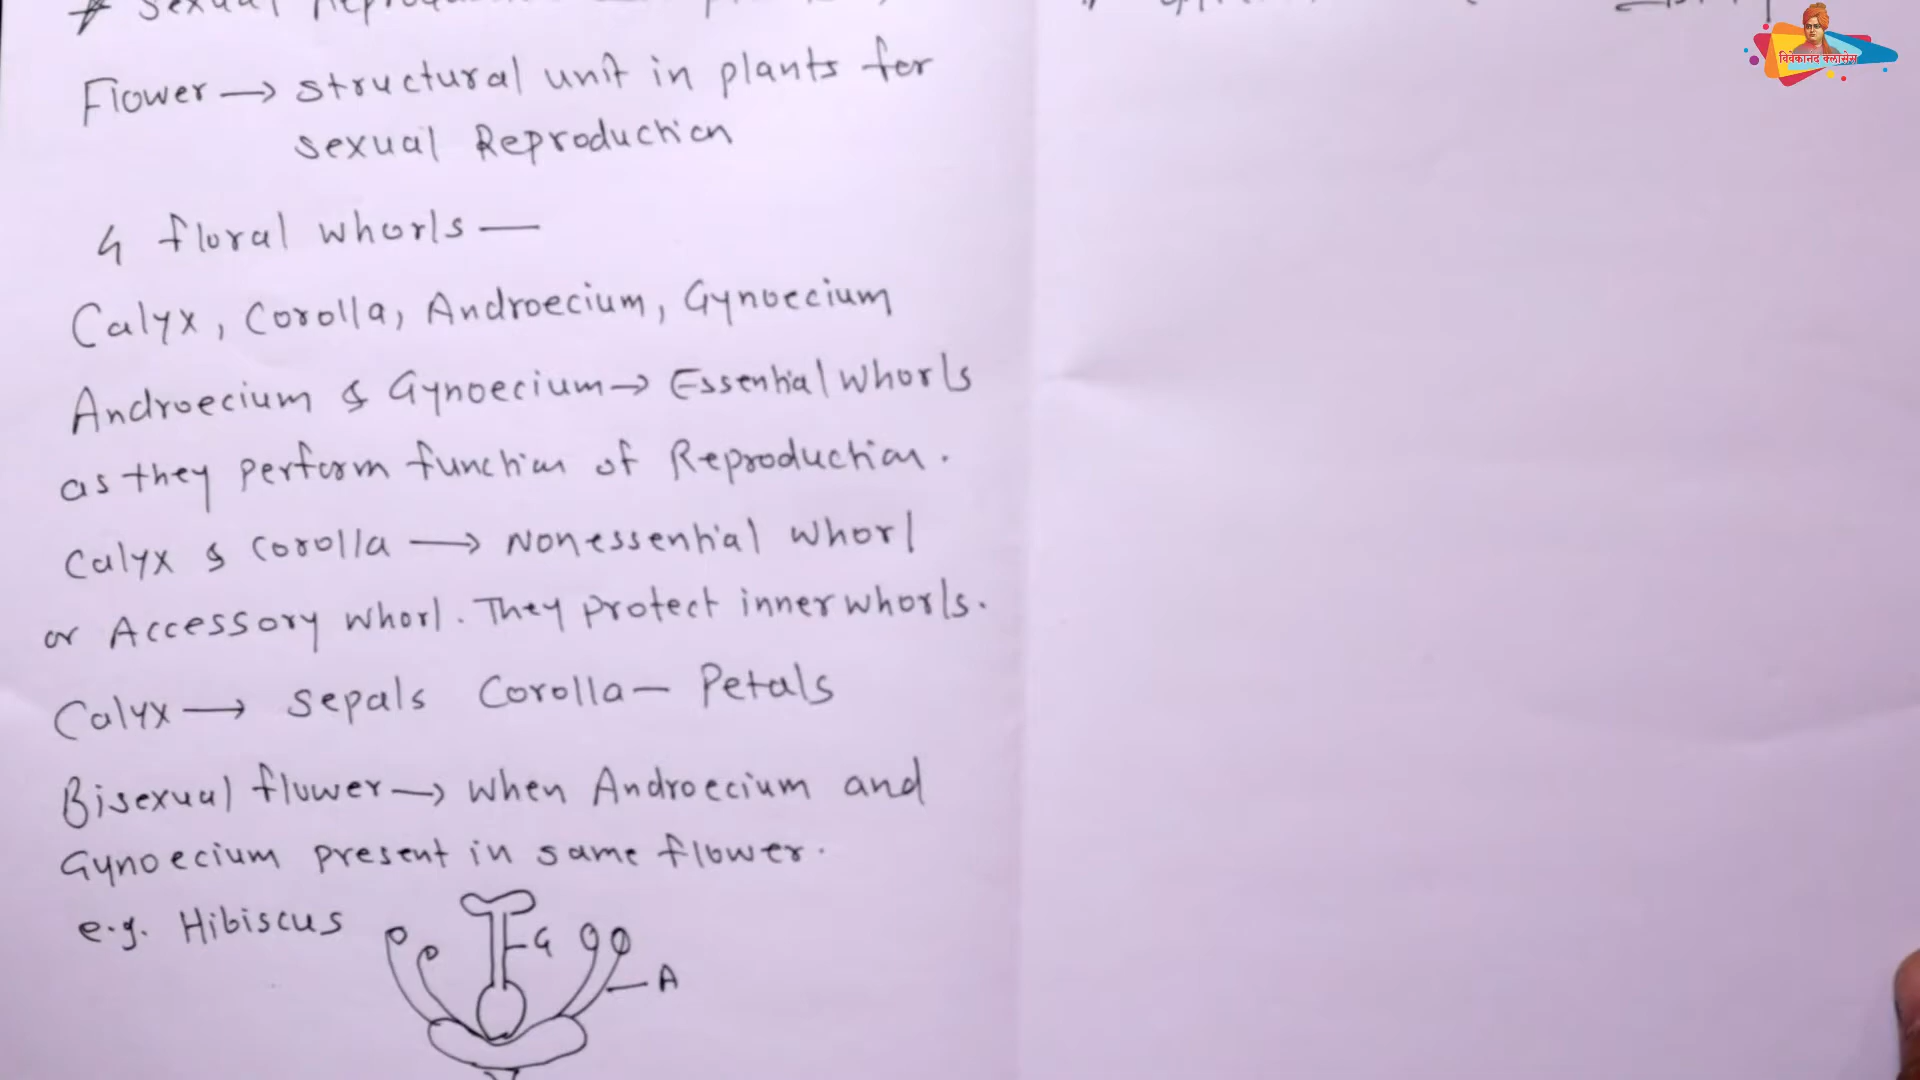 Sexual Reproduction
Flower → structural unit in plants for
sexual Reproduction
4 floral whorls —
Calyx, Corolla, Androecium, Gynoecium
Androecium & Gynoecium → Essential whorls
as they perform function of Reproduction.
Calyx & Corolla → Nonessential whorl
or Accessory whorl. They protect inner whorls.
Calyx → sepals Corolla — Petals
Bisexual flower → when Androecium and
Gynoecium present in same flower.
e.g. Hibiscus
G
A
विवेकानंद क्लासेस